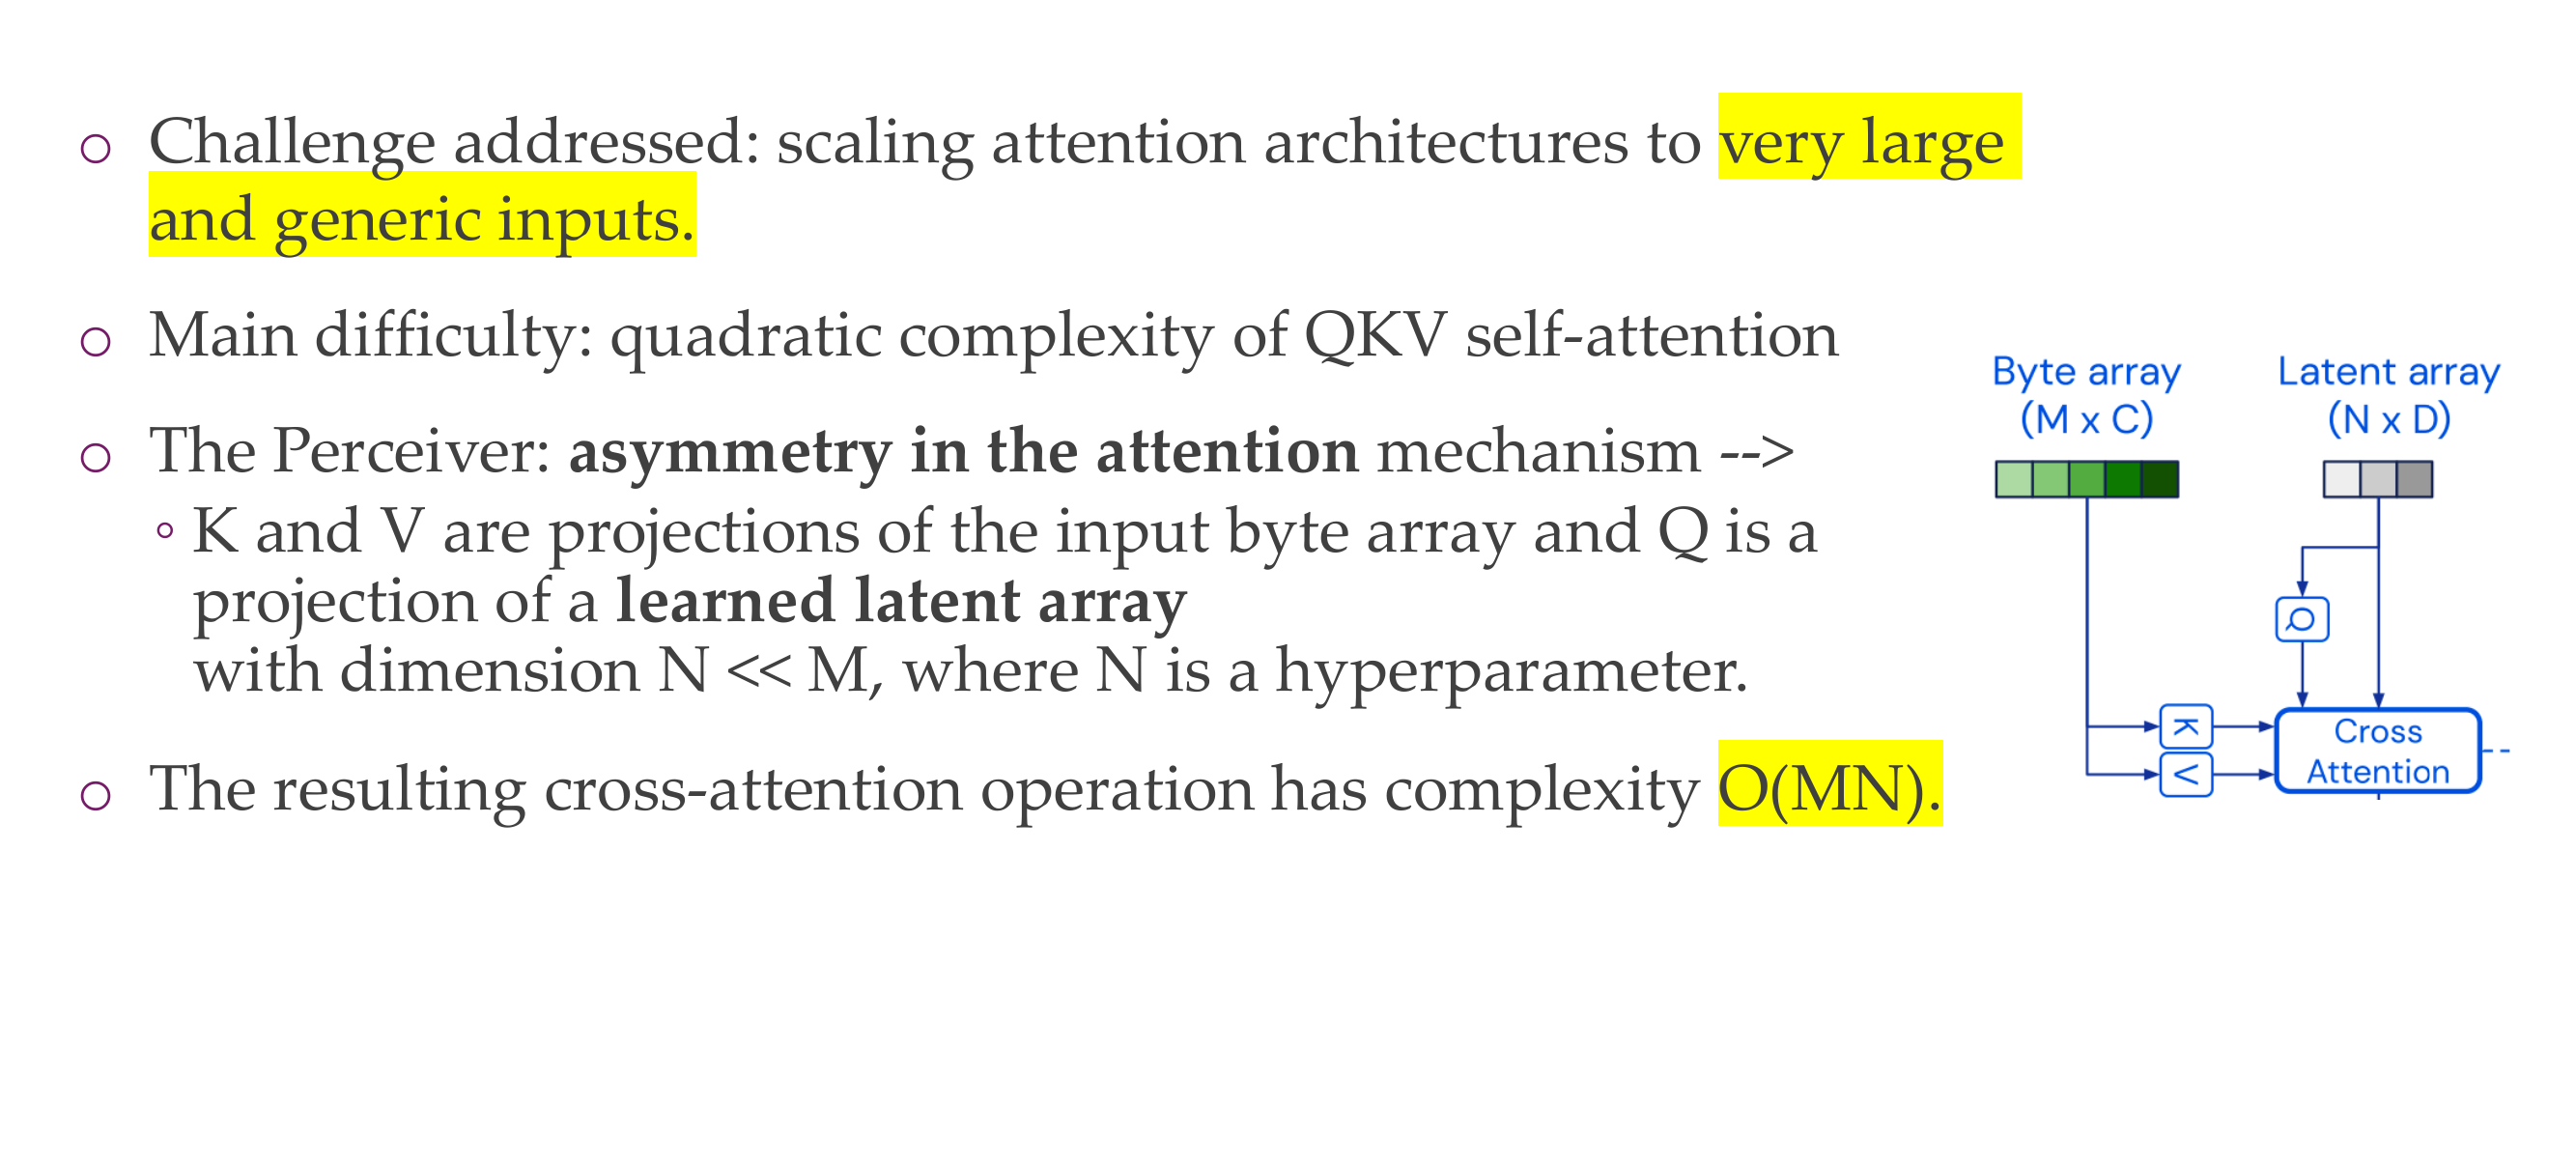 Challenge addressed: scaling attention architectures to very large
and generic inputs.
Main difficulty: quadratic complexity of QKV self-attention
The Perceiver: asymmetry in the attention mechanism -->
K and V are projections of the input byte array and Q is a
projection of a learned latent array
with dimension N << M, where N is a hyperparameter.
The resulting cross-attention operation has complexity O(MN).
Byte array
(M x C)
Latent array
(N x D)
Q
K
V
Cross
Attention